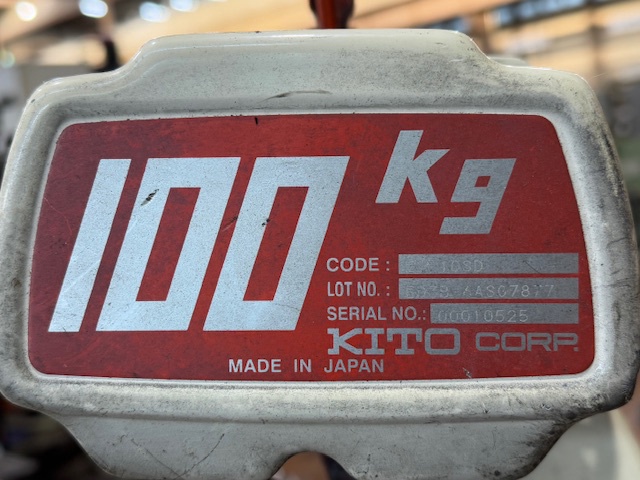 100 kg
CODE :
LOT NO. :
SERIAL NO.: 00010525
KITO CORP.
MADE IN JAPAN